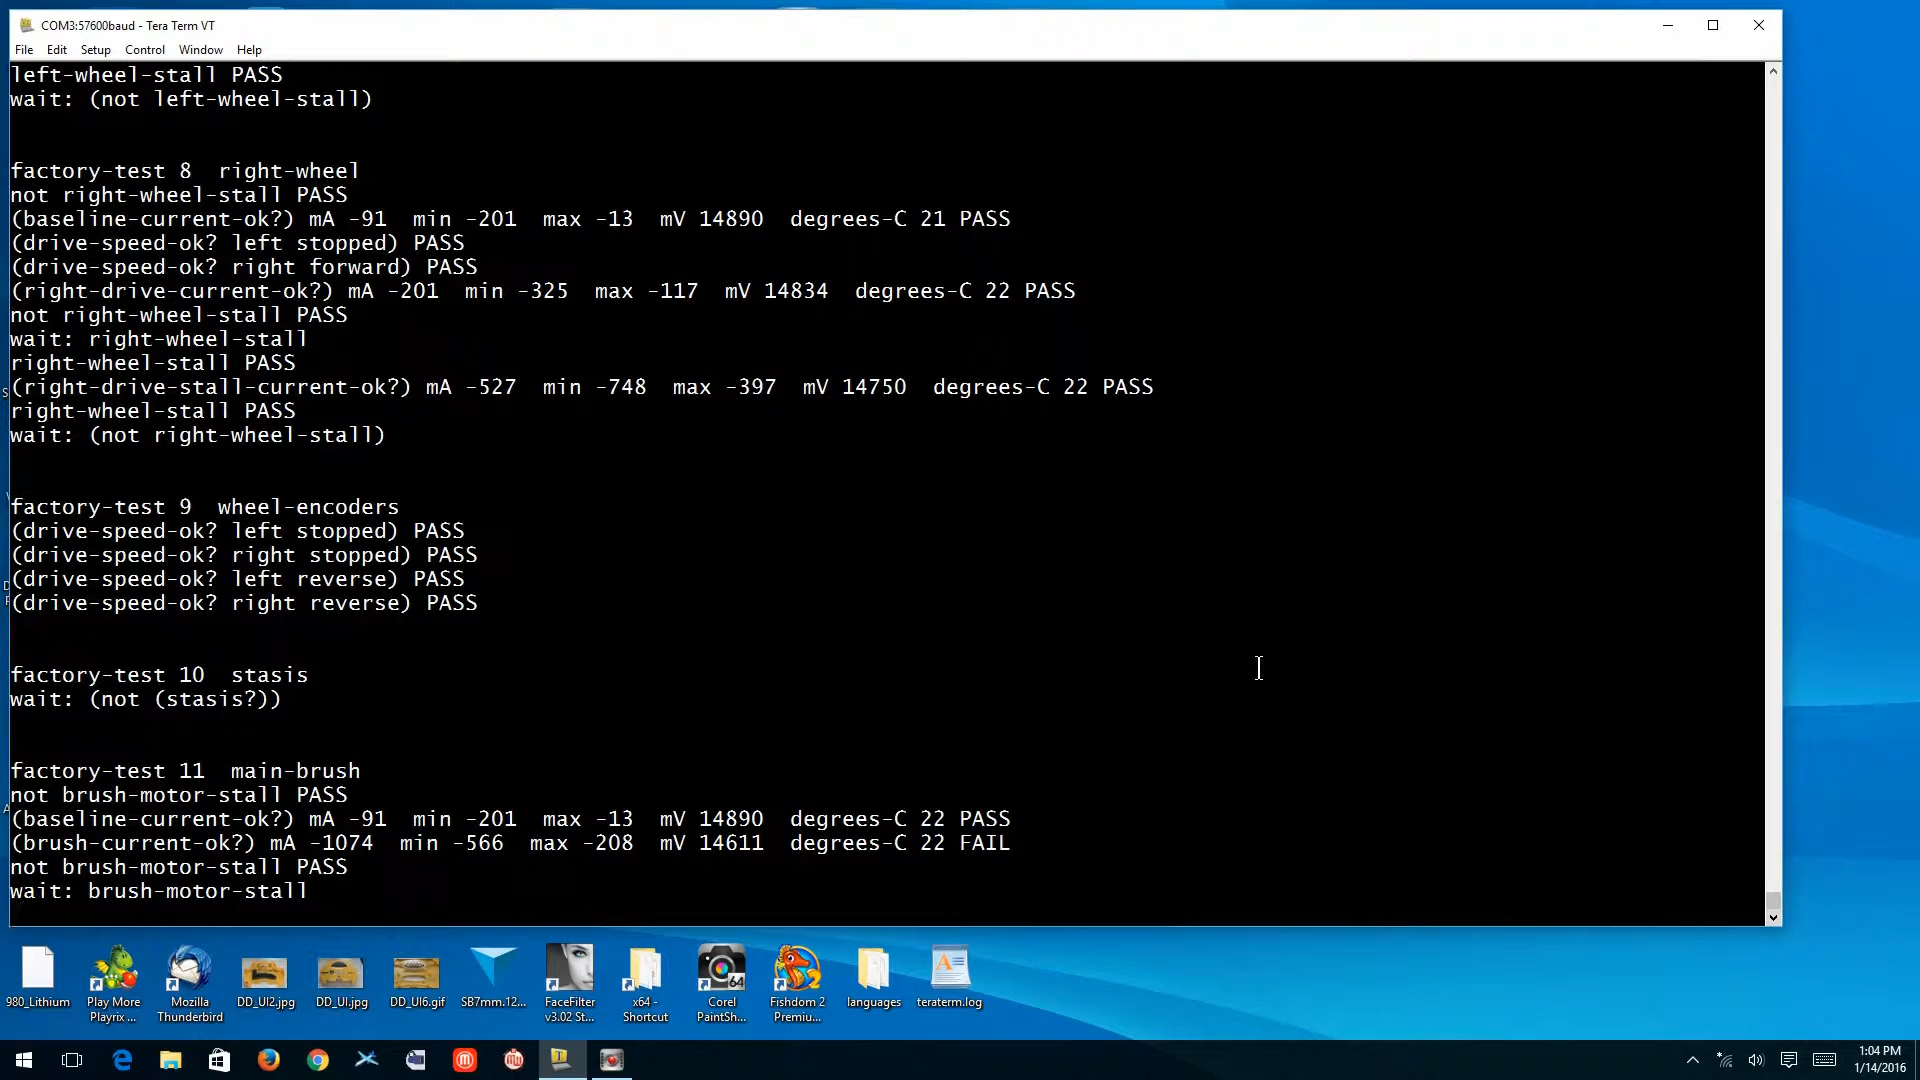 COM3:57600baud - Tera Term VT
File Edit Setup Control Window Help
left-wheel-stall PASS
wait: (not left-wheel-stall)
factory-test 8  right-wheel
not right-wheel-stall PASS
(baseline-current-ok?) mA -91  min -201  max -13  mV 14890  degrees-C 21 PASS
(drive-speed-ok? left stopped) PASS
(drive-speed-ok? right forward) PASS
(right-drive-current-ok?) mA -201  min -325  max -117  mV 14834  degrees-C 22 PASS
not right-wheel-stall PASS
wait: right-wheel-stall
right-wheel-stall PASS
(right-drive-stall-current-ok?) mA -527  min -748  max -397  mV 14750  degrees-C 22 PASS
right-wheel-stall PASS
wait: (not right-wheel-stall)
factory-test 9  wheel-encoders
(drive-speed-ok? left stopped) PASS
(drive-speed-ok? right stopped) PASS
(drive-speed-ok? left reverse) PASS
(drive-speed-ok? right reverse) PASS
factory-test 10  stasis
wait: (not (stasis?))
factory-test 11  main-brush
not brush-motor-stall PASS
(baseline-current-ok?) mA -91  min -201  max -13  mV 14890  degrees-C 22 PASS
(brush-current-ok?) mA -1074  min -566  max -208  mV 14611  degrees-C 22 FAIL
not brush-motor-stall PASS
wait: brush-motor-stall
980_Lithium
Play More Playrix ...
Mozilla Thunderbird
DD_UI2.jpg
DD_UI.jpg
DD_UI6.gif
SB7mm.12...
FaceFilter v3.02 St...
x64 - Shortcut
Corel PaintSh...
Fishdom 2 Premiu...
languages
teraterm.log
1:04 PM
1/14/2016